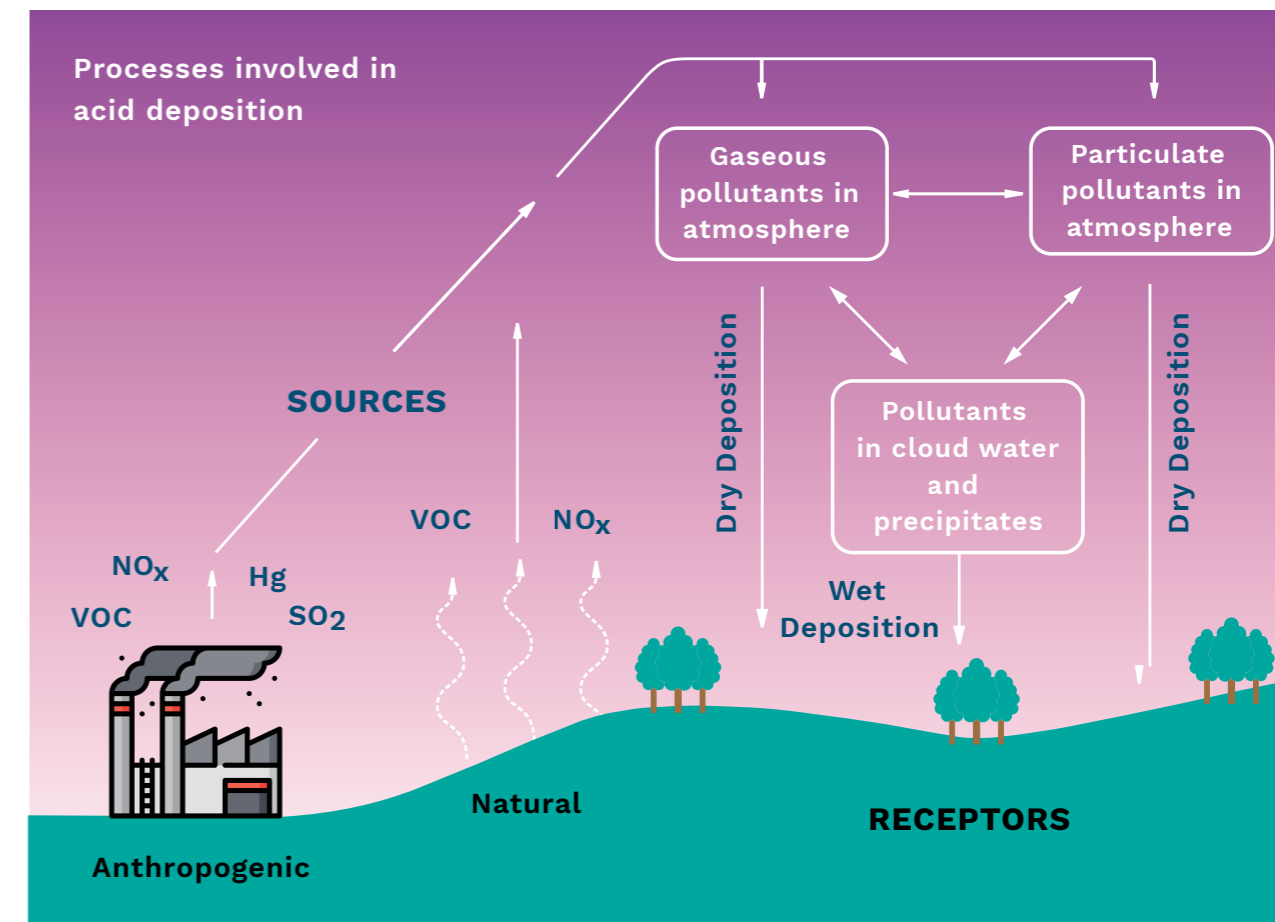 Processes involved in
acid deposition
Gaseous
pollutants in
atmosphere
Particulate
pollutants in
atmosphere
Dry Deposition
Dry Deposition
SOURCES
Pollutants
in cloud water
and
precipitates
VOC
NOx
NOx
Hg
VOC
SO2
Wet
Deposition
Natural
RECEPTORS
Anthropogenic